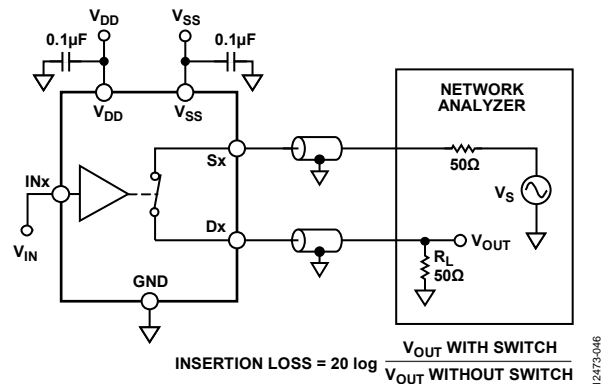 VDD
VSS
0.1µF
0.1µF
VDD
VSS
NETWORK
ANALYZER
Sx
50Ω
INx
VS
Dx
VOUT
VIN
RL
50Ω
GND
INSERTION LOSS = 20 log VOUT WITH SWITCH
VOUT WITHOUT SWITCH
12473-046